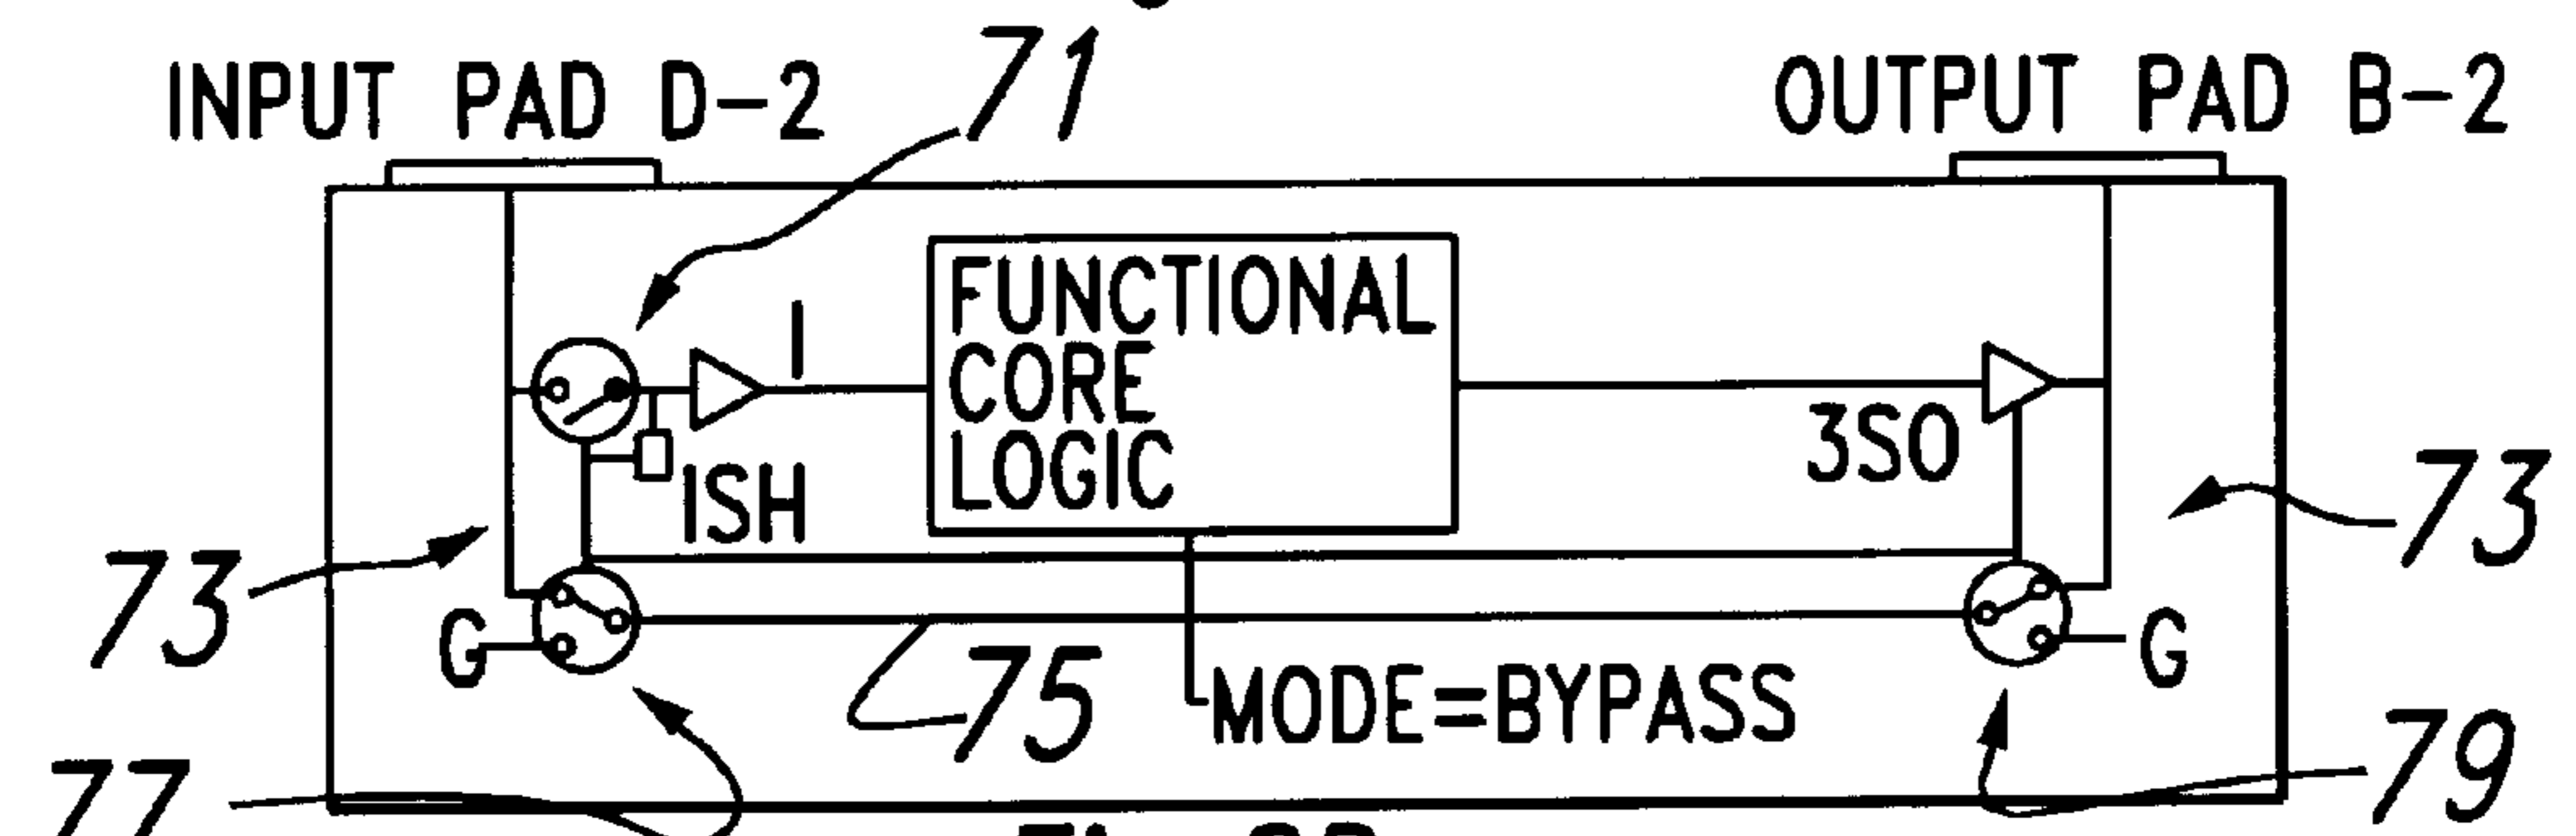 INPUT PAD D-2
71
OUTPUT PAD B-2
I
FUNCTIONAL
CORE
LOGIC
3SO
ISH
73
73
G
G
75
MODE=BYPASS
77
79